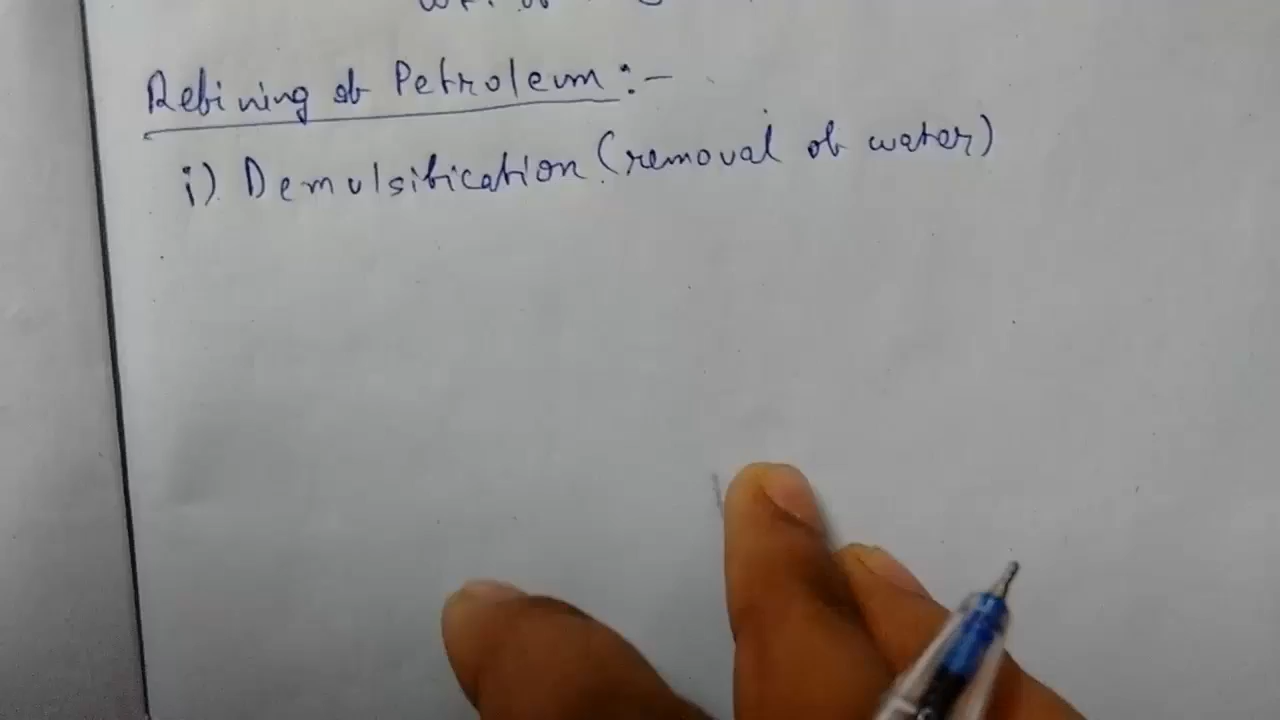 Refining of Petroleum :-
i) Demulsification (removal of water)